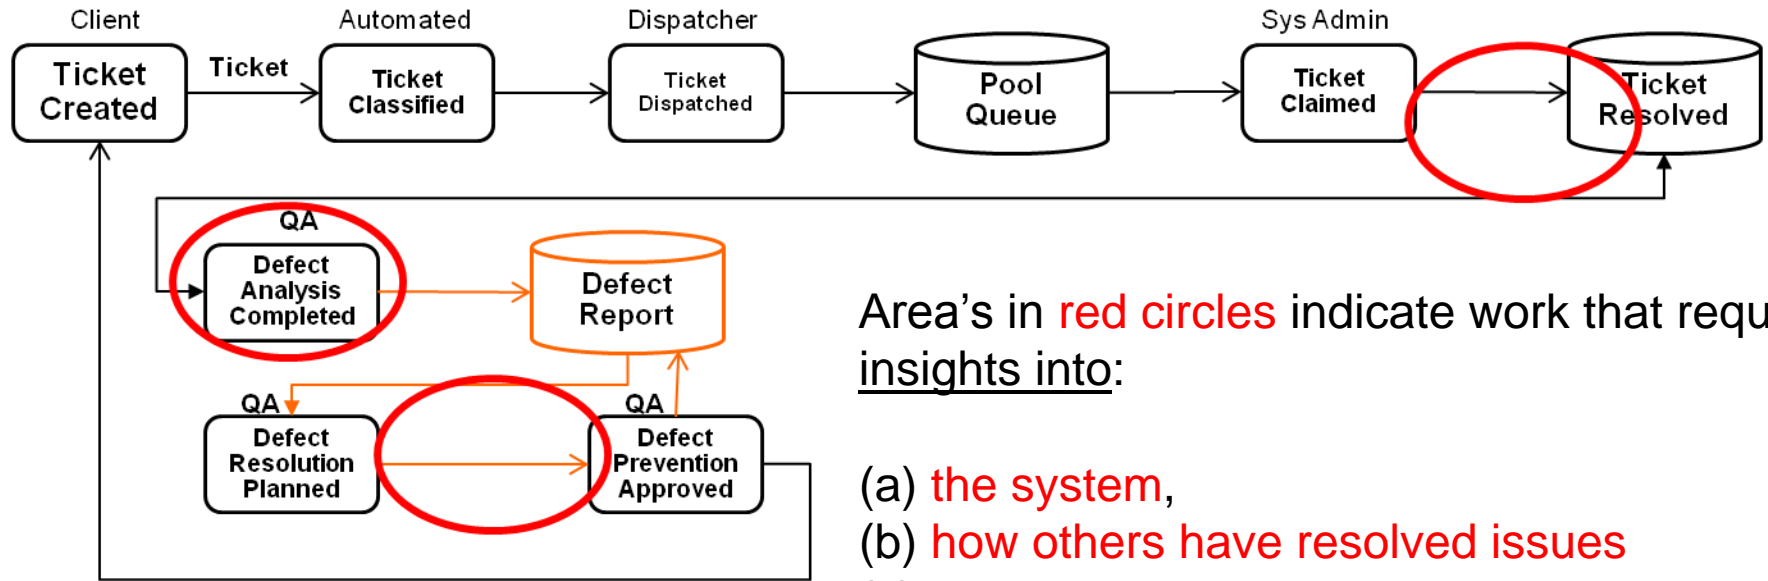 Client
Automated
Dispatcher
Sys Admin
Ticket
Created
Ticket
Ticket
Classified
Ticket
Dispatched
Pool
Queue
Ticket
Claimed
Ticket
Resolved
QA
Defect
Analysis
Completed
Defect
Report
QA
Defect
Resolution
Planned
QA
Defect
Prevention
Approved
Area's in red circles indicate work that requ
insights into:
(a) the system,
(b) how others have resolved issues